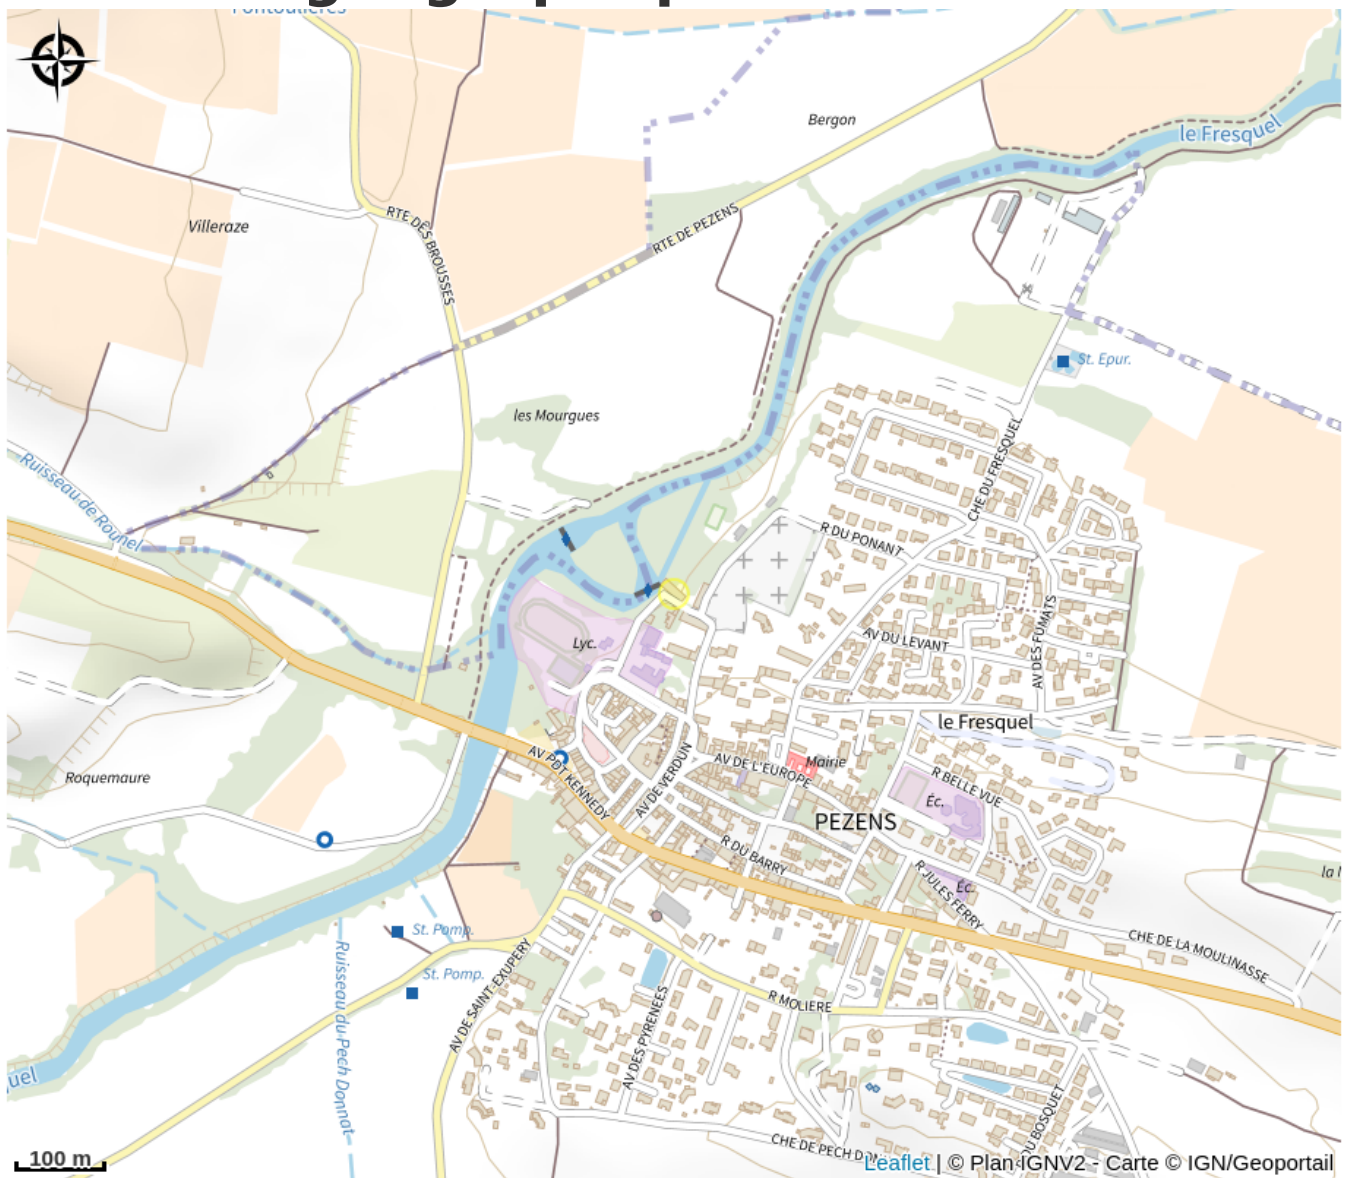 Bergon
le Fresquel
RTE DE PEZENS
RTE DES BROUSSES
Villeraze
St. Epur.
les Mourgues
Ruisseau de Rounel
CHE DU FRESQUEL
R DU PONANT
AV DES FUMATS
AV DU LEVANT
Lyc.
le Fresquel
AV PDT KENNEDY
AV DE VERDUN
AV DE L'EUROPE
Mairie
R BELLE VUE
Roquemaure
Éc.
PEZENS
R DU BARRY
R JULES FERRY
Éc.
St. Pomp.
CHE DE LA MOULINASSE
St. Pomp.
Ruisseau du Pech Donnat
AV DE SAINT-EXUPERY
AV DES PYRENEES
R MOLIERE
DU BOSQUET
CHE DE PECH
100 m
Leaflet | © Plan IGNV2 - Carte © IGN/Geoportail